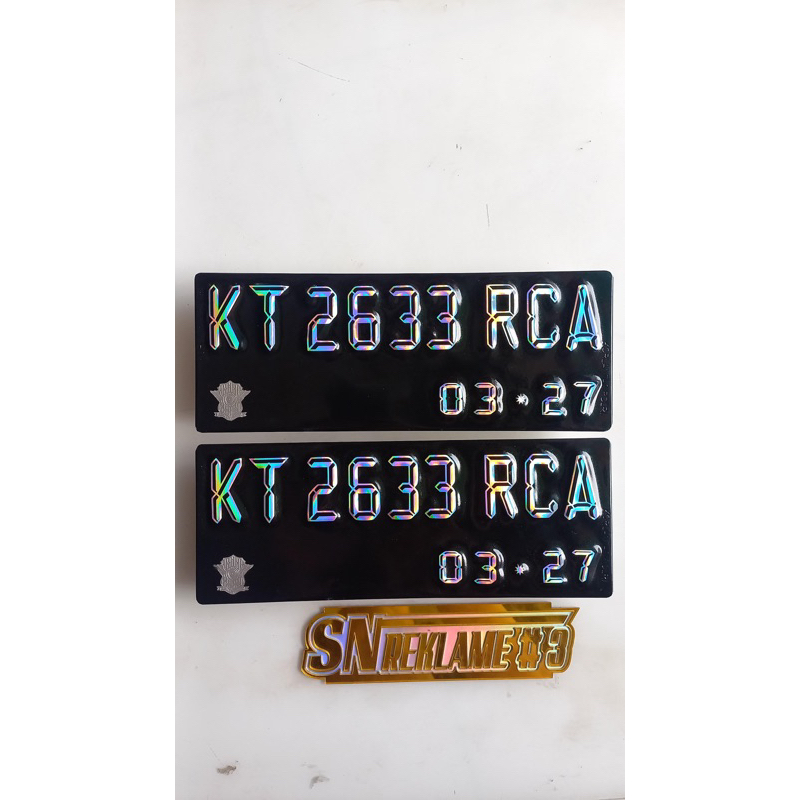 KT 2633 RCA
03 · 27
KT 2633 RCA
03 · 27
SN REKLAME #3